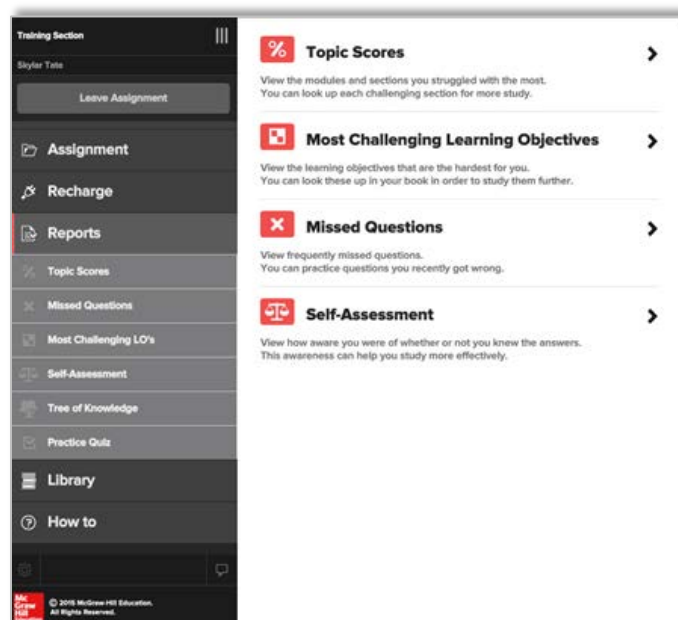 Training Section
Skyler Tate
Leave Assignment
Assignment
Recharge
Reports
Topic Scores
Missed Questions
Most Challenging LO's
Self-Assessment
Tree of Knowledge
Practice Quiz
Library
How to
Mc
Graw
Hill
© 2015 McGraw-Hill Education.
All Rights Reserved.
% Topic Scores
View the modules and sections you struggled with the most.
You can look up each challenging section for more study.
Most Challenging Learning Objectives
View the learning objectives that are the hardest for you.
You can look these up in your book in order to study them further.
Missed Questions
View frequently missed questions.
You can practice questions you recently got wrong.
Self-Assessment
View how aware you were of whether or not you knew the answers.
This awareness can help you study more effectively.